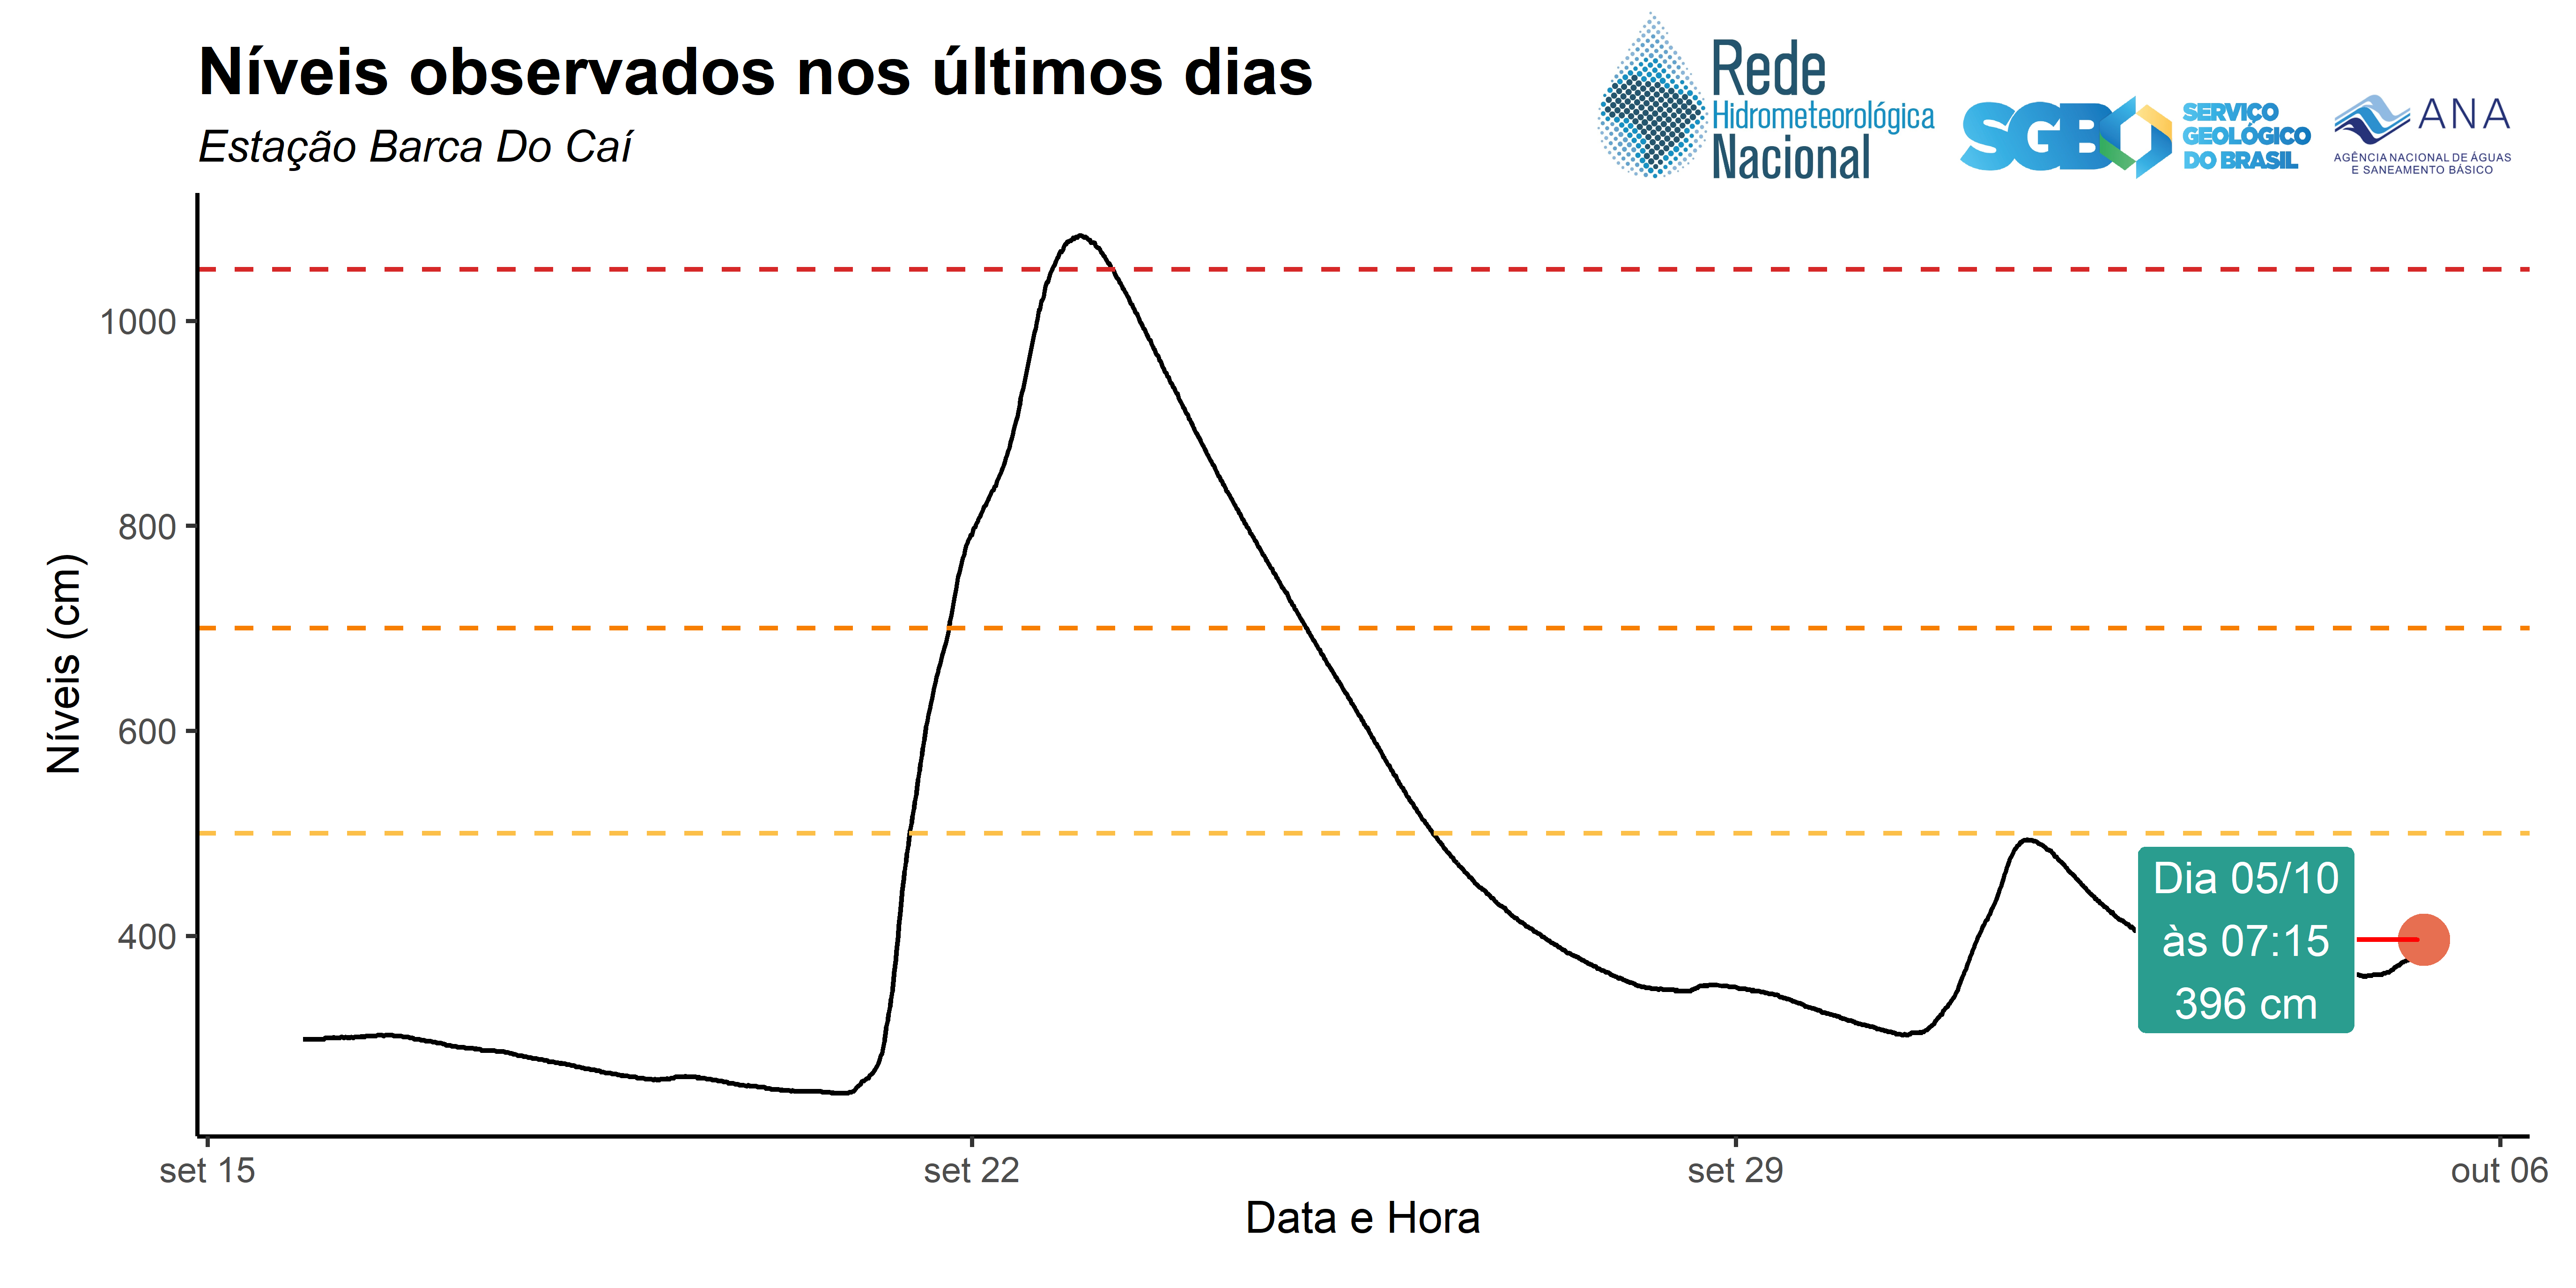 Níveis observados nos últimos dias
Estação Barca Do Caí
Rede
Hidrometeorológica
Nacional
SGB
SERVIÇO
GEOLÓGICO
DO BRASIL
ANA
AGÊNCIA NACIONAL DE ÁGUAS
E SANEAMENTO BÁSICO
Níveis (cm)
1000
800
600
400
Dia 05/10
às 07:15
396 cm
set 15
set 22
set 29
out 06
Data e Hora